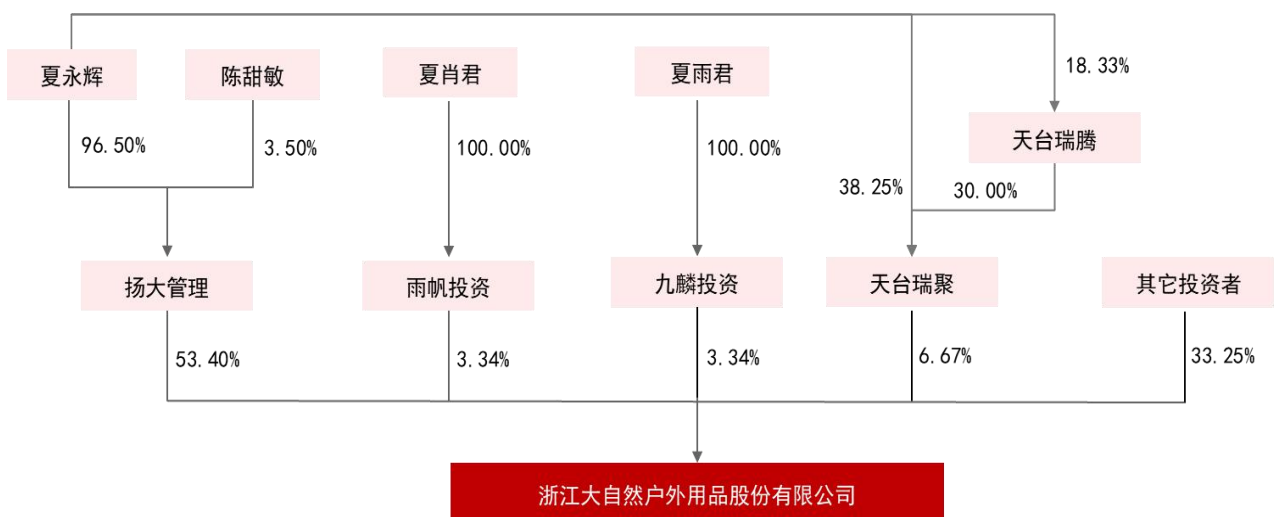 夏永辉
陈甜敏
夏肖君
夏雨君
18.33%
96.50%
3.50%
100.00%
100.00%
天台瑞腾
38.25%
30.00%
扬大管理
雨帆投资
九麟投资
天台瑞聚
其它投资者
53.40%
3.34%
3.34%
6.67%
33.25%
浙江大自然户外用品股份有限公司